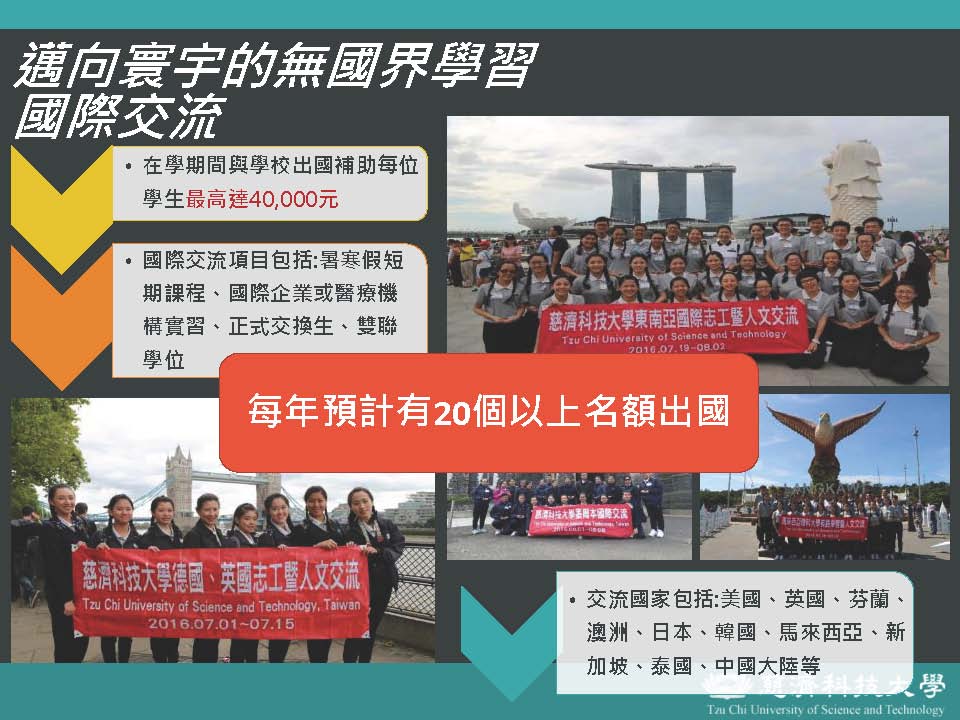 邁向寰宇的無國界學習
國際交流
• 在學期間與學校出國補助每位
學生最高達40,000元
• 國際交流項目包括:暑寒假短
期課程、國際企業或醫療機
構實習、正式交換生、雙聯
學位
慈濟科技大學東南亞國際志工暨人文交流
Tzu Chi University of Science and Technology
2016.07.19~08.02
每年預計有20個以上名額出國
慈濟科技大學德國、英國志工暨人文交流
Tzu Chi University of Science and Technology, Taiwan
2016.07.01~07.15
• 交流國家包括:美國、英國、芬蘭、
澳洲、日本、韓國、馬來西亞、新
加坡、泰國、中國大陸等
慈濟科技大學
Tzu Chi University of Science and Technology